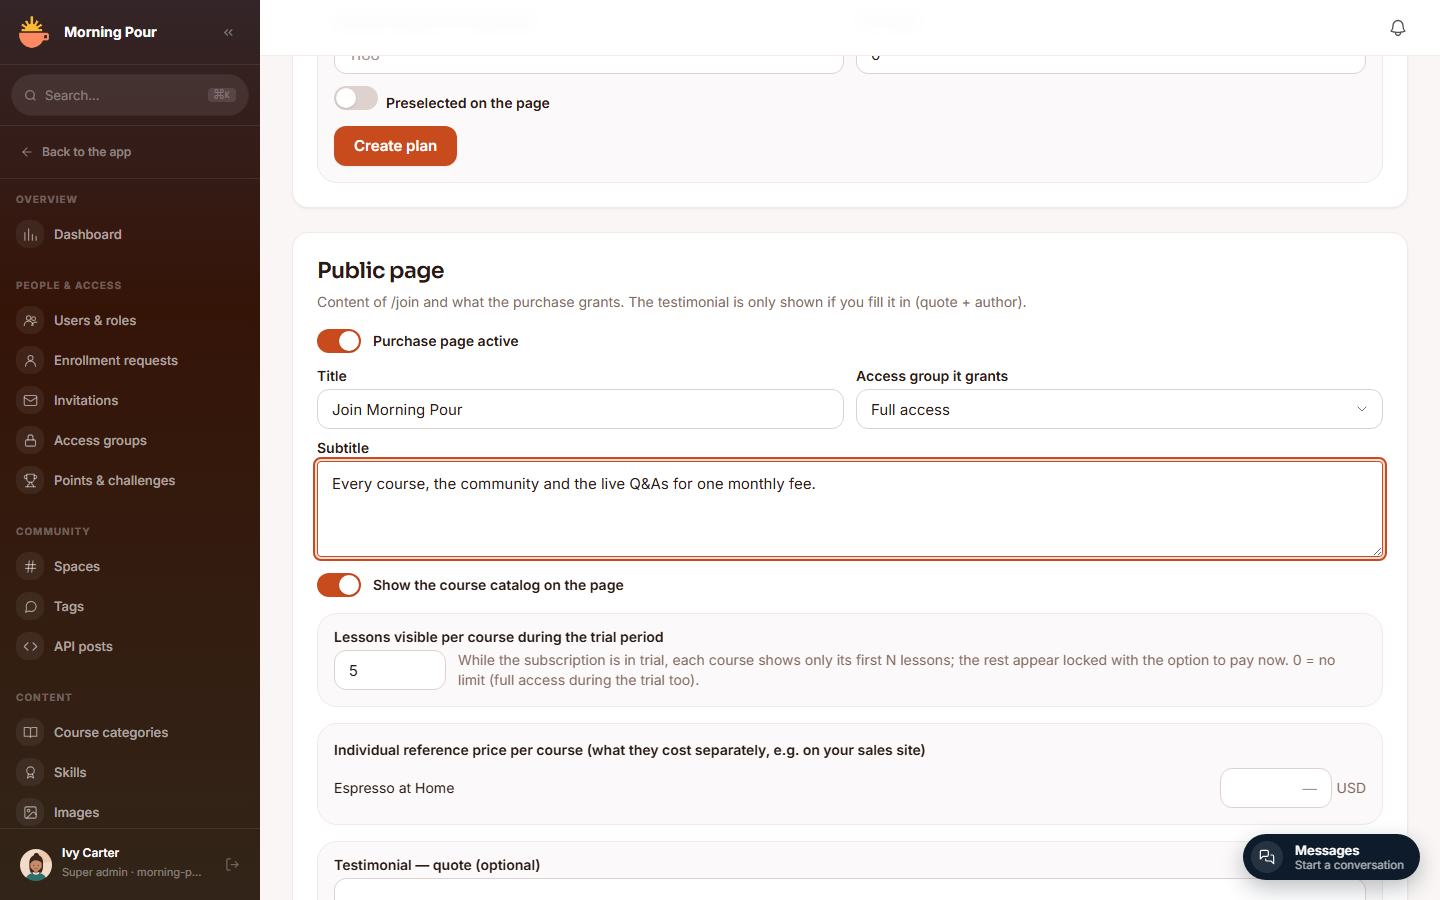 Morning Pour
Search...
⌘K
Back to the app
OVERVIEW
Dashboard
PEOPLE & ACCESS
Users & roles
Enrollment requests
Invitations
Access groups
Points & challenges
COMMUNITY
Spaces
Tags
API posts
CONTENT
Course categories
Skills
Images
Ivy Carter
Super admin · morning-p...
Preselected on the page
Create plan
Public page
Content of /join and what the purchase grants. The testimonial is only shown if you fill it in (quote + author).
Purchase page active
Title
Access group it grants
Join Morning Pour
Full access
Subtitle
Every course, the community and the live Q&As for one monthly fee.
Show the course catalog on the page
Lessons visible per course during the trial period
5
While the subscription is in trial, each course shows only its first N lessons; the rest appear locked with the option to pay now. 0 = no
limit (full access during the trial too).
Individual reference price per course (what they cost separately, e.g. on your sales site)
Espresso at Home
— USD
Testimonial — quote (optional)
Messages
Start a conversation